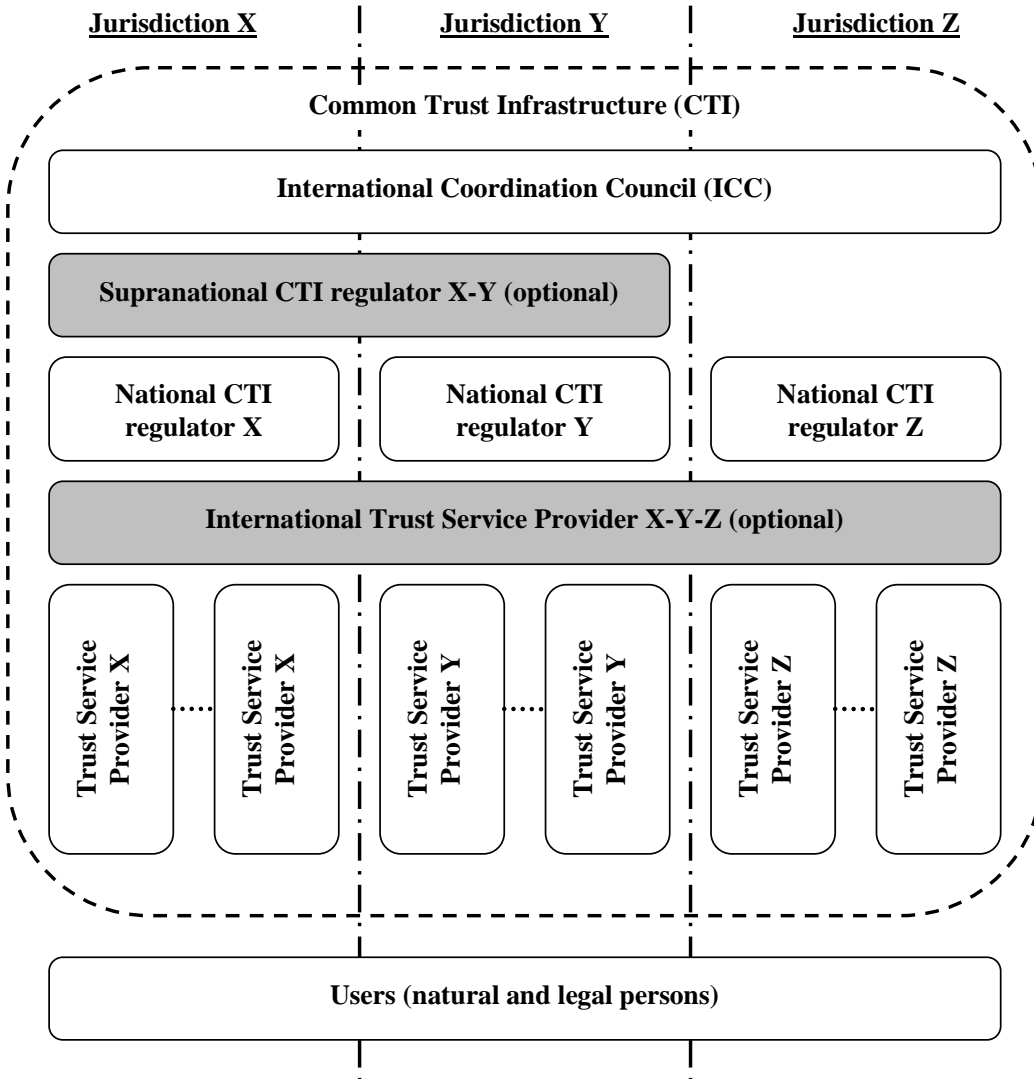 Jurisdiction X
Jurisdiction Y
Jurisdiction Z
Common Trust Infrastructure (CTI)
International Coordination Council (ICC)
Supranational CTI regulator X-Y (optional)
National CTI
regulator X
National CTI
regulator Y
National CTI
regulator Z
International Trust Service Provider X-Y-Z (optional)
Trust Service
Provider X
Trust Service
Provider X
Trust Service
Provider Y
Trust Service
Provider Y
Trust Service
Provider Z
Trust Service
Provider Z
Users (natural and legal persons)